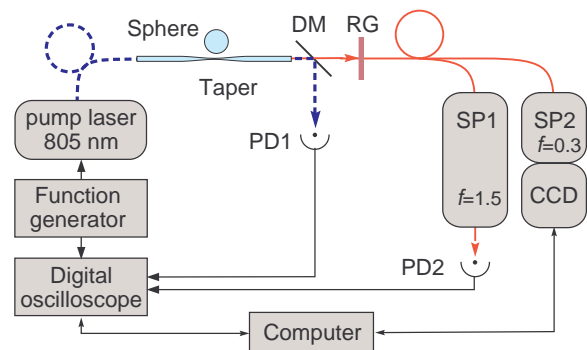 Sphere
DM
RG
Taper
pump laser
805 nm
PD1
SP1
f=1.5
SP2
f=0.3
CCD
Function
generator
Digital
oscilloscope
PD2
Computer